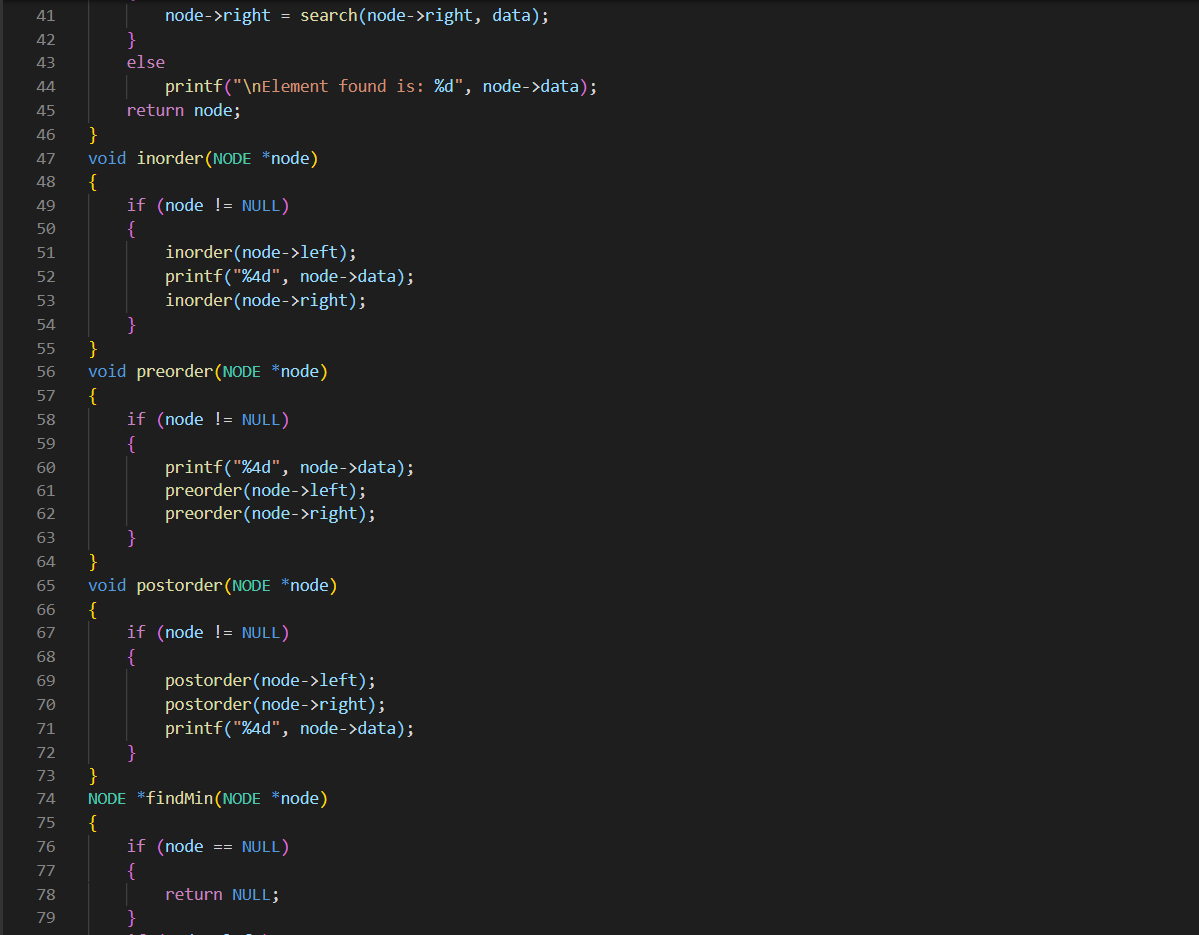 41 node->right = search(node->right, data);
42 }
43 else
44 printf("\nElement found is: %d", node->data);
45 return node;
46 }
47 void inorder(NODE *node)
48 {
49 if (node != NULL)
50 {
51 inorder(node->left);
52 printf("%4d", node->data);
53 inorder(node->right);
54 }
55 }
56 void preorder(NODE *node)
57 {
58 if (node != NULL)
59 {
60 printf("%4d", node->data);
61 preorder(node->left);
62 preorder(node->right);
63 }
64 }
65 void postorder(NODE *node)
66 {
67 if (node != NULL)
68 {
69 postorder(node->left);
70 postorder(node->right);
71 printf("%4d", node->data);
72 }
73 }
74 NODE *findMin(NODE *node)
75 {
76 if (node == NULL)
77 {
78 return NULL;
79 }